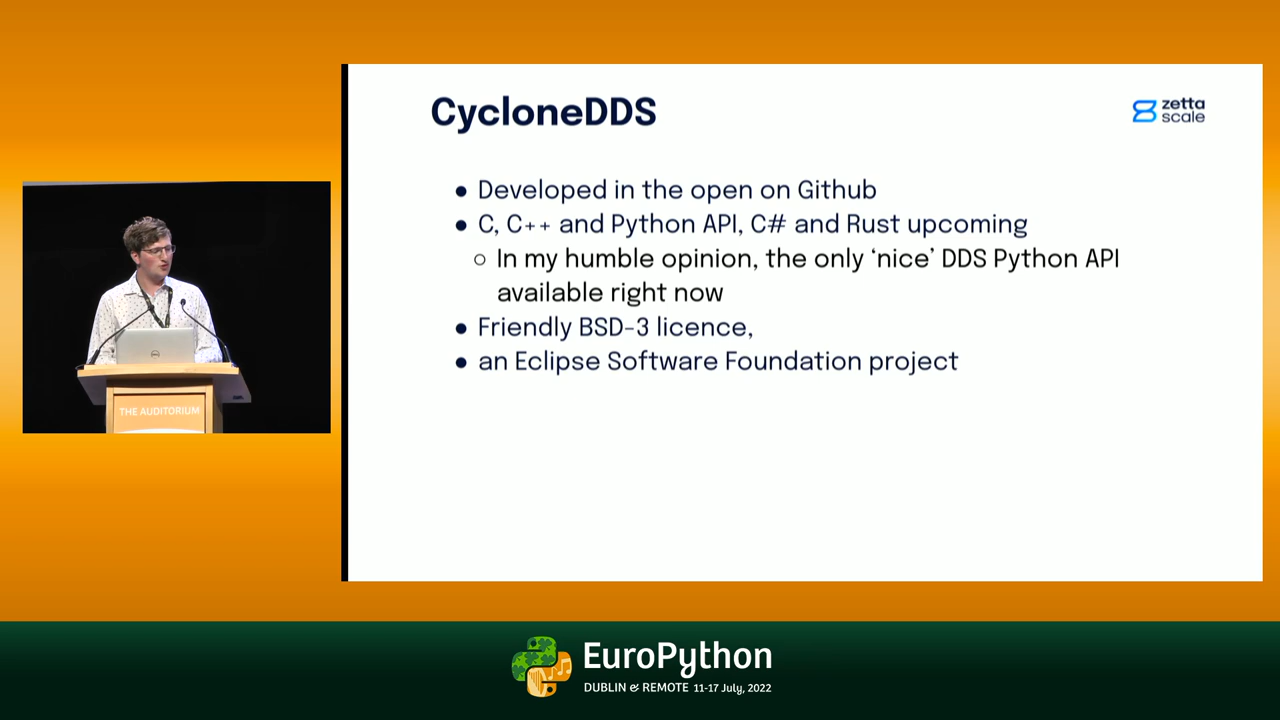 CycloneDDS
zetta
scale
● Developed in the open on Github
● C, C++ and Python API, C# and Rust upcoming
○ In my humble opinion, the only ‘nice’ DDS Python API
available right now
● Friendly BSD-3 licence,
● an Eclipse Software Foundation project
THE AUDITORIUM
EuroPython
DUBLIN & REMOTE 11-17 July, 2022